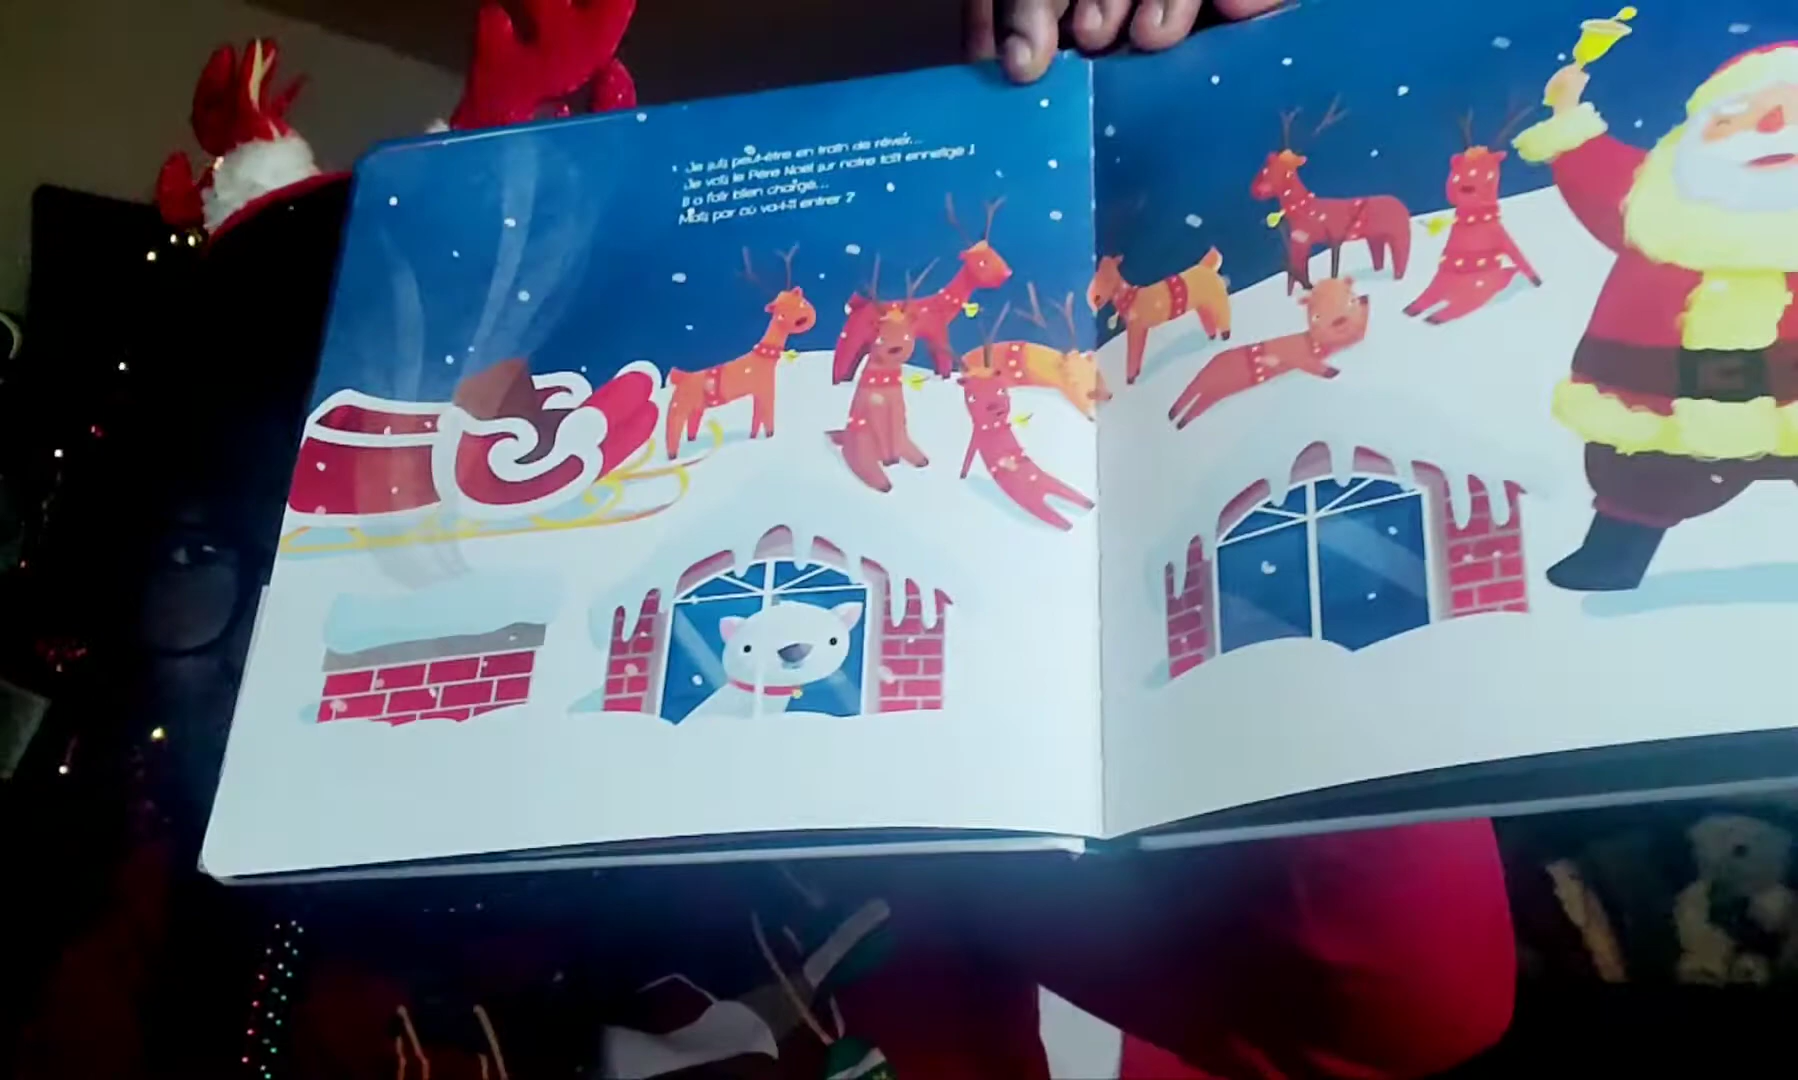 Je suis peut-être en train de rêver...
Je vois le Père Noël sur notre toit enneigé !
Il a l'air bien chargé...
Mais par où va-t-il entrer ?